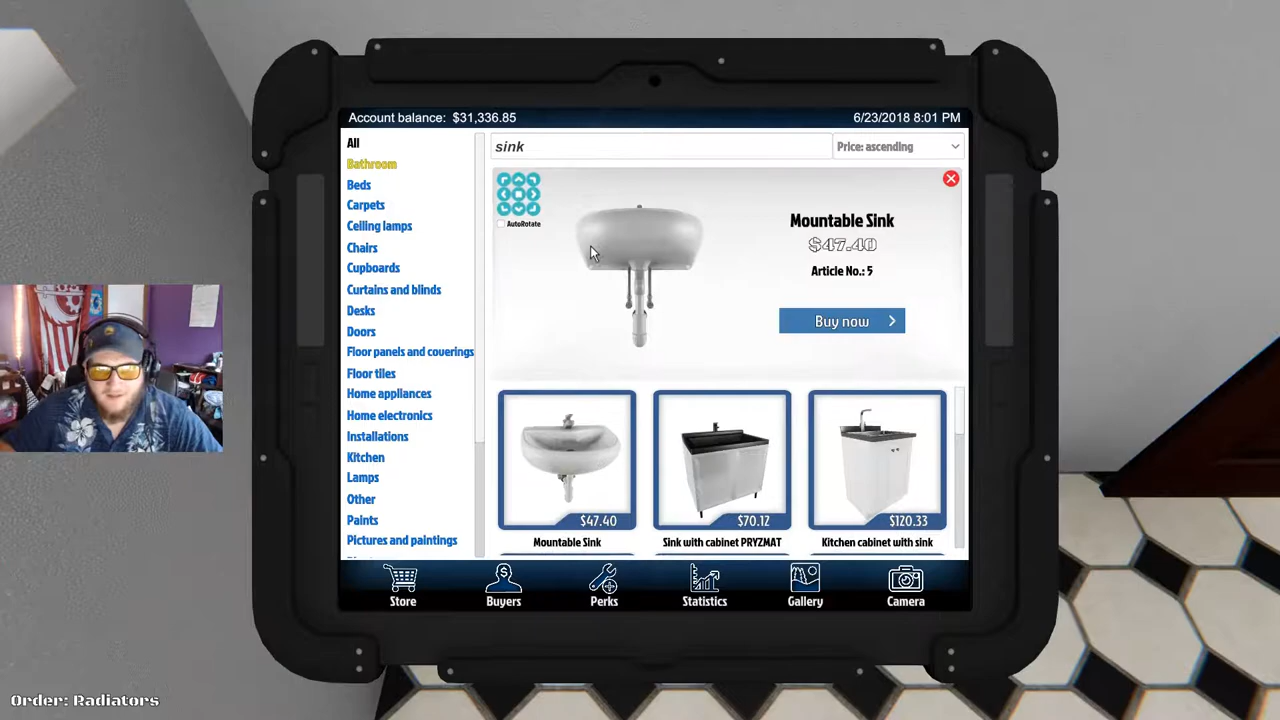 Account balance: $31,336.85
6/23/2018 8:01 PM
All
Bathroom
Beds
Carpets
Ceiling lamps
Chairs
Cupboards
Curtains and blinds
Desks
Doors
Floor panels and coverings
Floor tiles
Home appliances
Home electronics
Installations
Kitchen
Lamps
Other
Paints
Pictures and paintings
sink
Price: ascending
AutoRotate
Mountable Sink
$47.40
Article No.: 5
Buy now
$47.40
Mountable Sink
$70.12
Sink with cabinet PRYZMAT
$120.33
Kitchen cabinet with sink
Store
Buyers
Perks
Statistics
Gallery
Camera
Order: Radiators